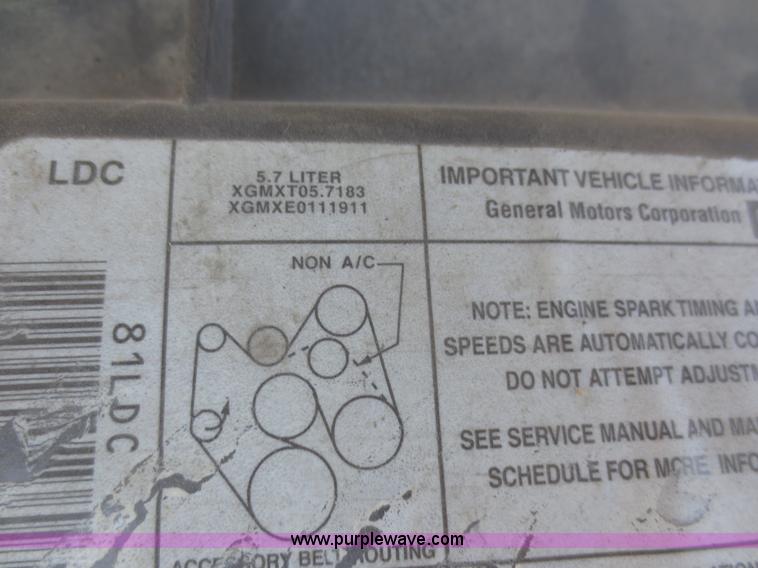 LDC
5.7 LITER
XGMXT05.7183
XGMXE0111911
IMPORTANT VEHICLE INFORMA
General Motors Corporation
81LDC
NON A/C
NOTE: ENGINE SPARK TIMING A
SPEEDS ARE AUTOMATICALLY CO
DO NOT ATTEMPT ADJUSTM
SEE SERVICE MANUAL AND MA
SCHEDULE FOR MORE INFO
ACCESSORY BELT ROUTING
www.purplewave.com